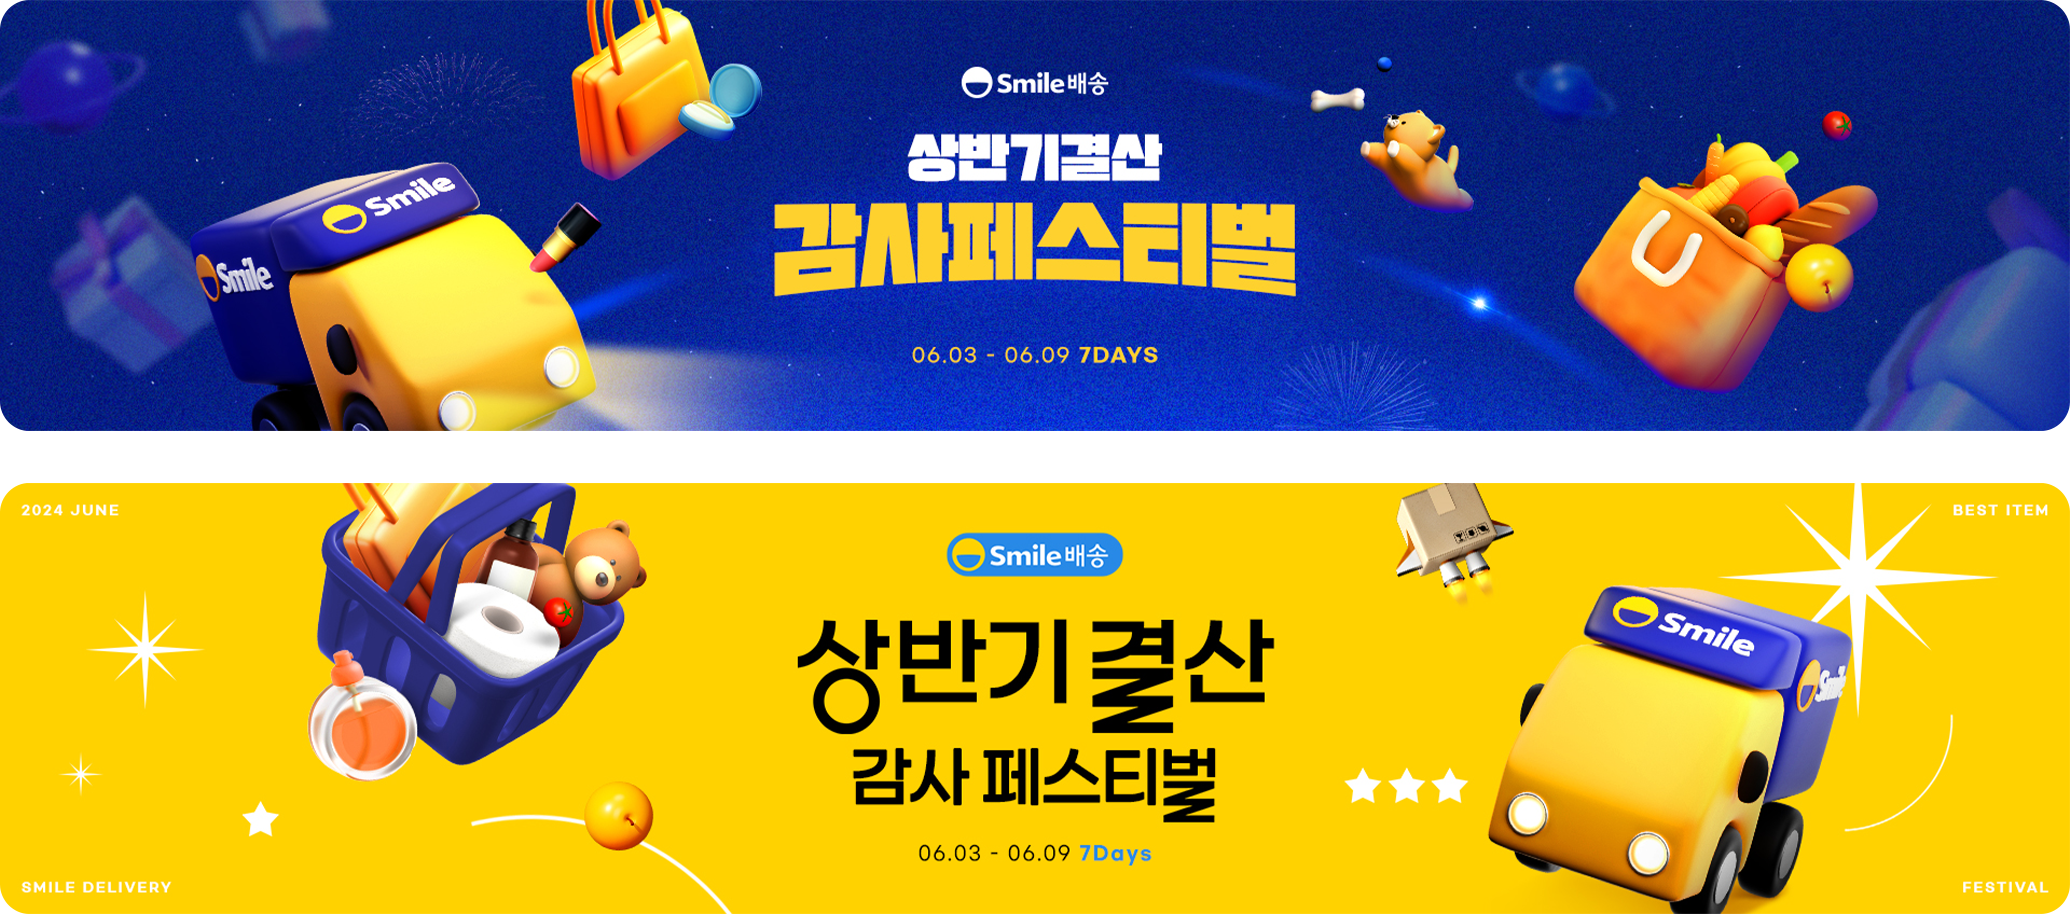 Smile배송
상반기결산
감사페스티벌
06.03 - 06.09 7DAYS
Smile
Smile
2024 JUNE
BEST ITEM
Smile배송
상반기 결산
감사 페스티벌
06.03 - 06.09 7Days
Smile
Smile
SMILE DELIVERY
FESTIVAL